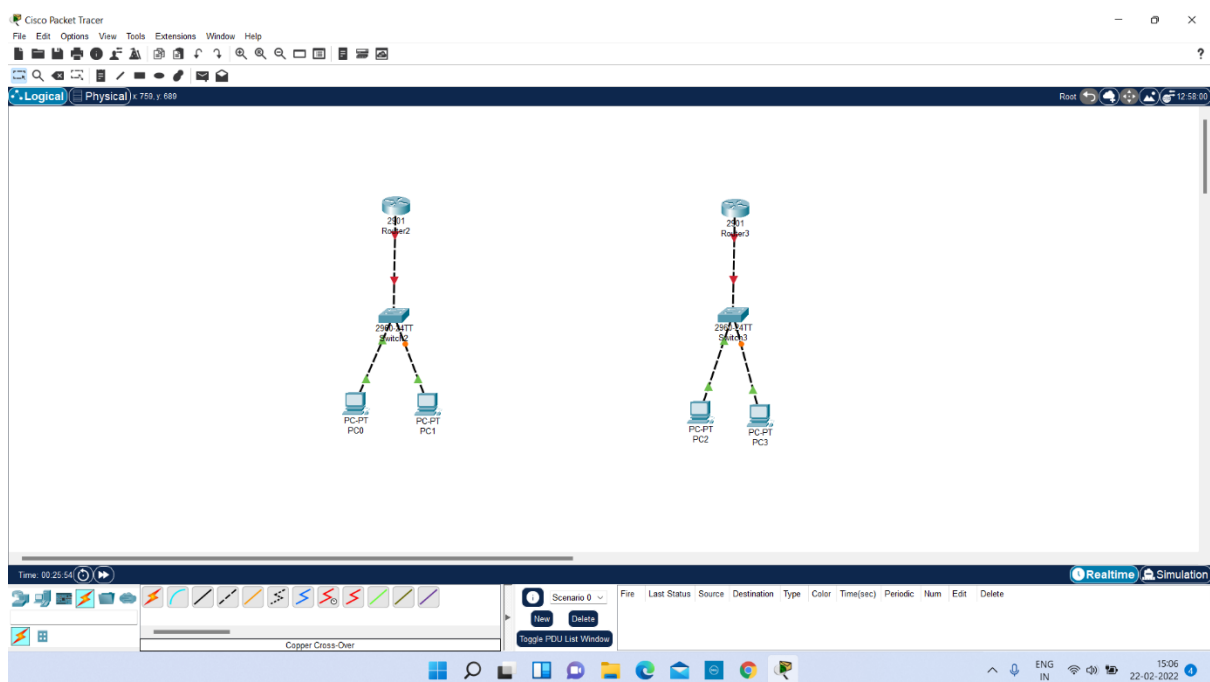 Cisco Packet Tracer
File Edit Options View Tools Extensions Window Help
?
Logical Physical x: 759, y: 689 Root 12:58:00
2901
Router2
2901
Router3
2960-24TT
Switch2
2960-24TT
Switch3
PC-PT
PC0
PC-PT
PC1
PC-PT
PC2
PC-PT
PC3
Time: 00:25:54 Realtime Simulation
Scenario 0
New Delete
Toggle PDU List Window
Fire Last Status Source Destination Type Color Time(sec) Periodic Num Edit Delete
Copper Cross-Over
ENG
IN
15:06
22-02-2022
4